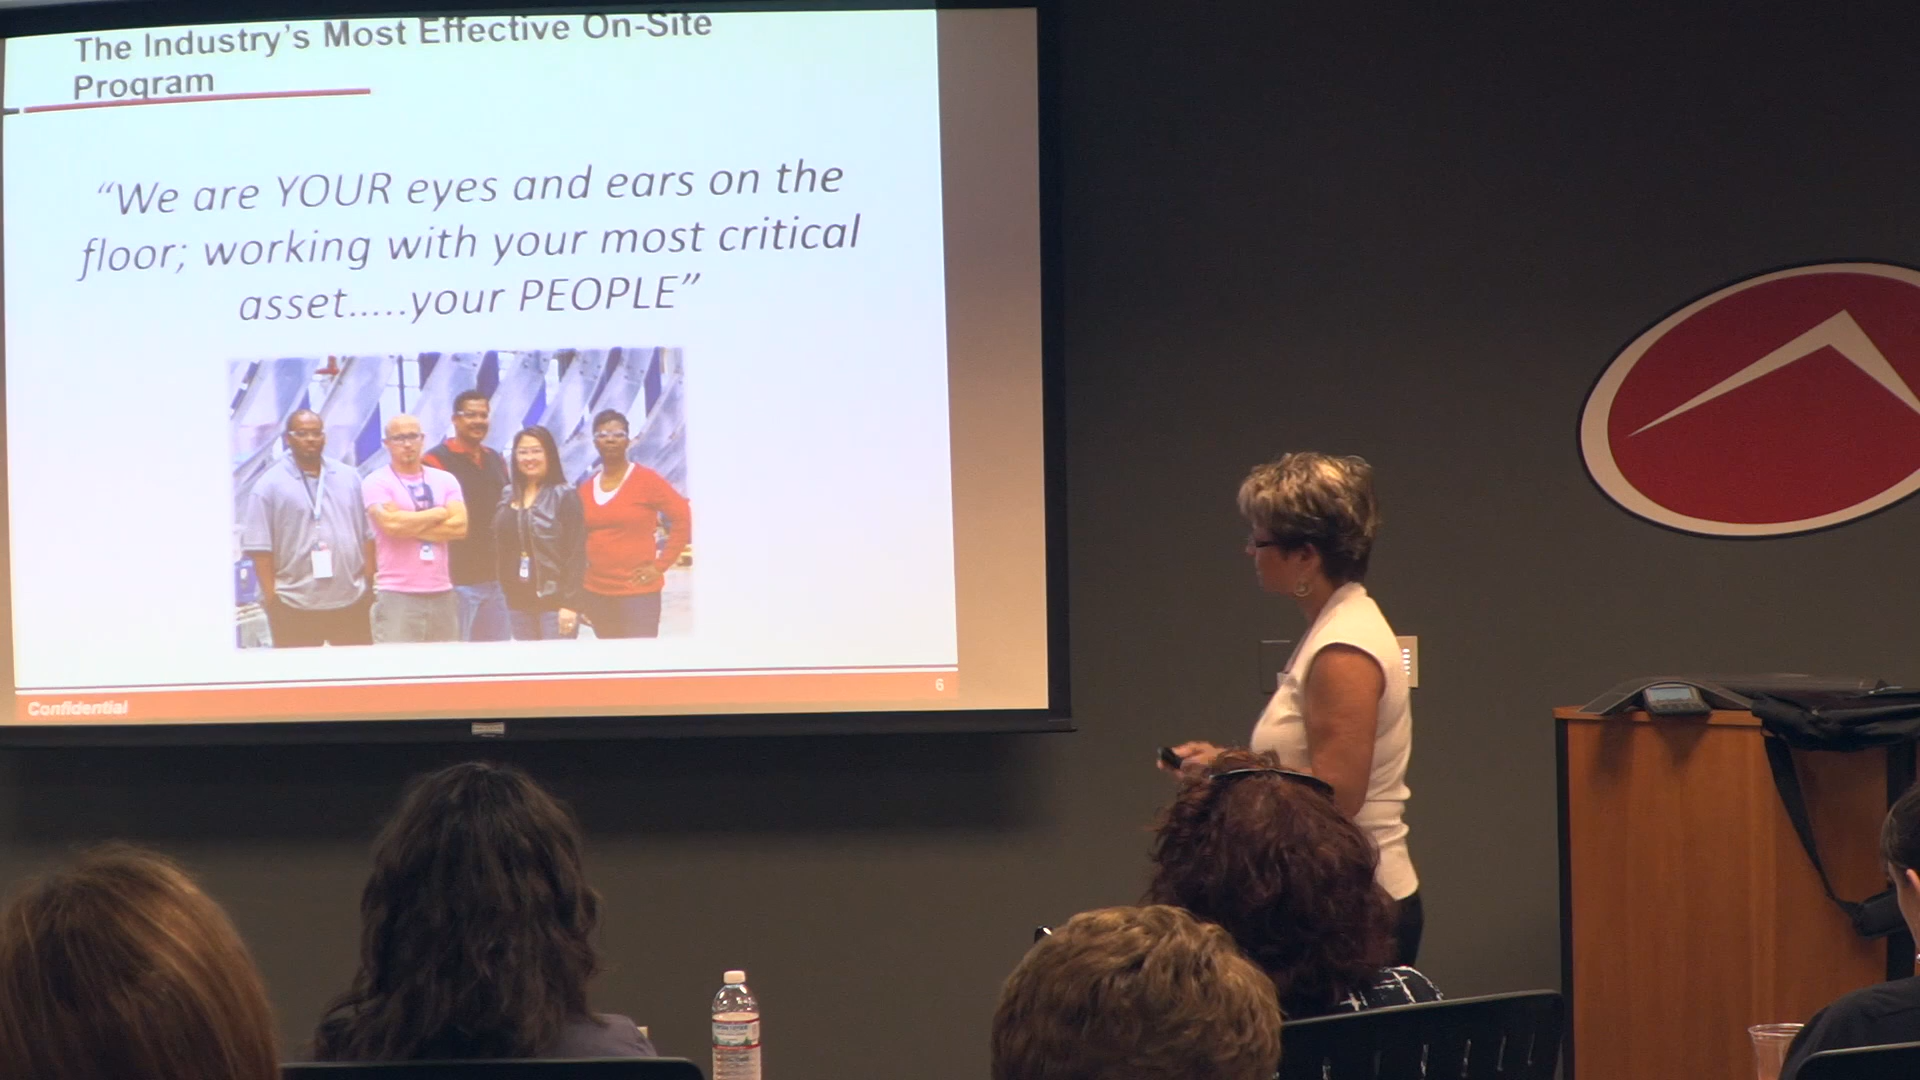 The Industry's Most Effective On-Site
Program
“We are YOUR eyes and ears on the
floor; working with your most critical
asset.....your PEOPLE”
6
Confidential